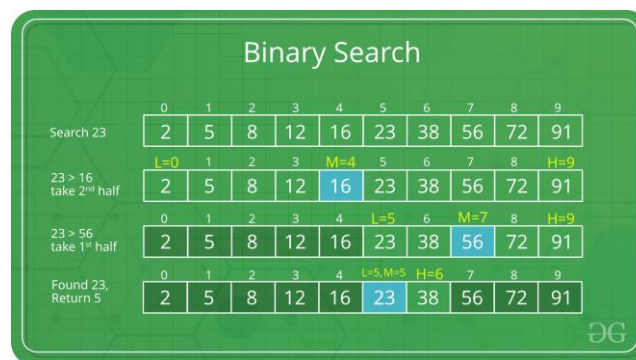 Binary Search
0 1 2 3 4 5 6 7 8 9
Search 23 2 5 8 12 16 23 38 56 72 91
L=0 1 2 3 M=4 5 6 7 8 H=9
23 > 16
take 2nd half 2 5 8 12 16 23 38 56 72 91
0 1 2 3 4 L=5 6 M=7 8 H=9
23 > 56
take 1st half 2 5 8 12 16 23 38 56 72 91
0 1 2 3 4 L=5, M=5 H=6 7 8 9
Found 23,
Return 5 2 5 8 12 16 23 38 56 72 91